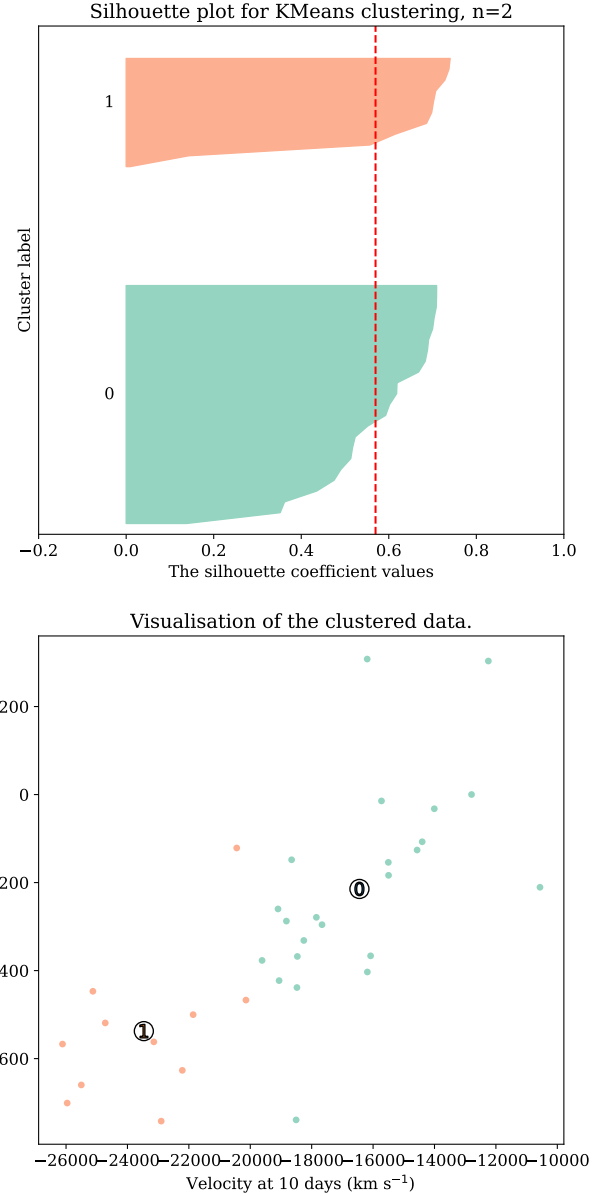 Silhouette plot for KMeans clustering, n=2
1
0
Cluster label
−0.2 0.0 0.2 0.4 0.6 0.8 1.0
The silhouette coefficient values
Visualisation of the clustered data.
200
0
200
400
600
0
1
−26000 −24000 −22000 −20000 −18000 −16000 −14000 −12000 −10000
Velocity at 10 days (km s⁻¹)